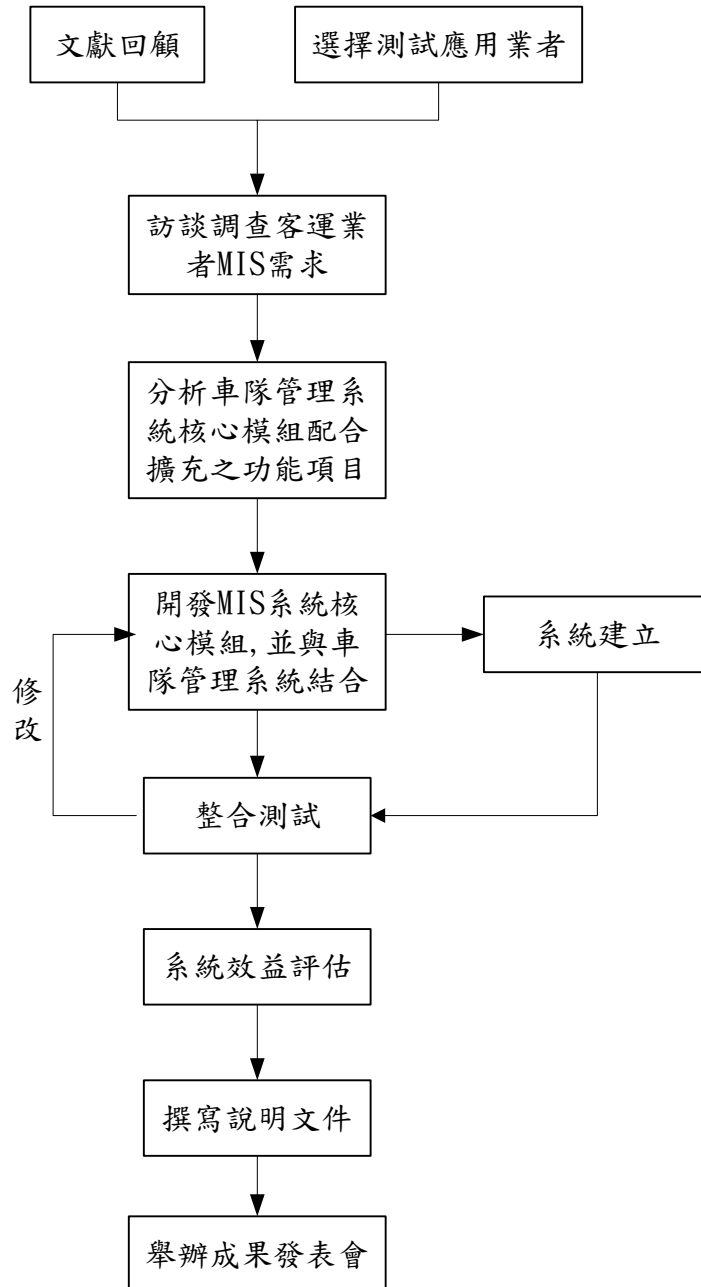 文獻回顧
選擇測試應用業者
訪談調查客運業
者MIS需求
分析車隊管理系
統核心模組配合
擴充之功能項目
開發MIS系統核
心模組,並與車
隊管理系統結合
系統建立
修
改
整合測試
系統效益評估
撰寫說明文件
舉辦成果發表會